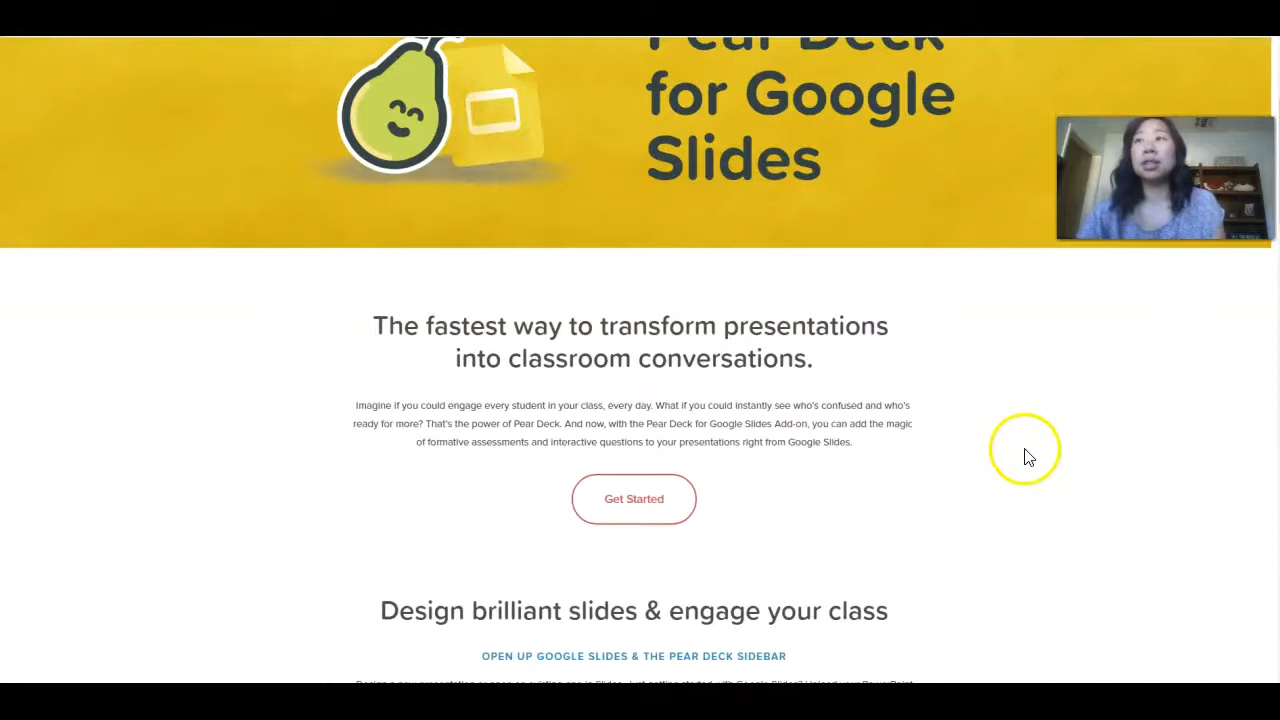 Pear Deck
for Google
Slides
The fastest way to transform presentations
into classroom conversations.
Imagine if you could engage every student in your class, every day. What if you could instantly see who's confused and who's
ready for more? That's the power of Pear Deck. And now, with the Pear Deck for Google Slides Add-on, you can add the magic
of formative assessments and interactive questions to your presentations right from Google Slides.
Get Started
Design brilliant slides & engage your class
OPEN UP GOOGLE SLIDES & THE PEAR DECK SIDEBAR